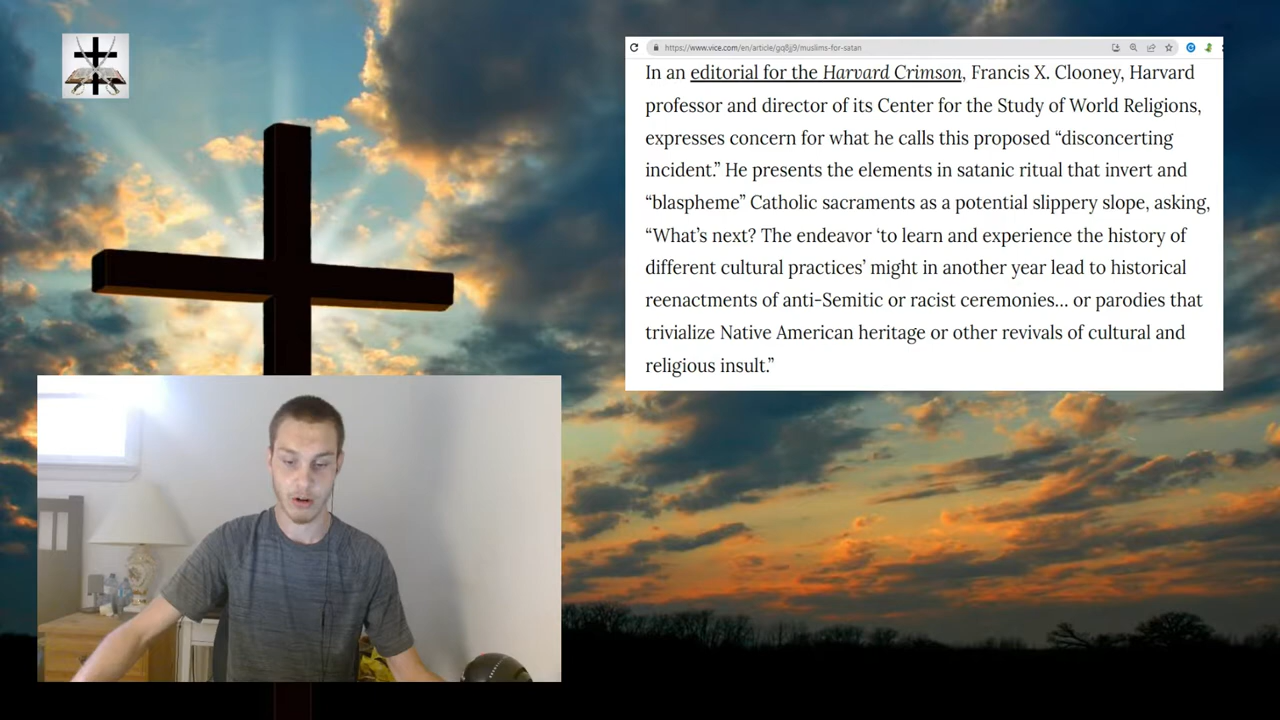 https://www.vice.com/en/article/gq8jj9/muslims-for-satan
In an editorial for the Harvard Crimson, Francis X. Clooney, Harvard
professor and director of its Center for the Study of World Religions,
expresses concern for what he calls this proposed “disconcerting
incident.” He presents the elements in satanic ritual that invert and
“blaspheme” Catholic sacraments as a potential slippery slope, asking,
“What’s next? The endeavor ‘to learn and experience the history of
different cultural practices’ might in another year lead to historical
reenactments of anti-Semitic or racist ceremonies… or parodies that
trivialize Native American heritage or other revivals of cultural and
religious insult.”